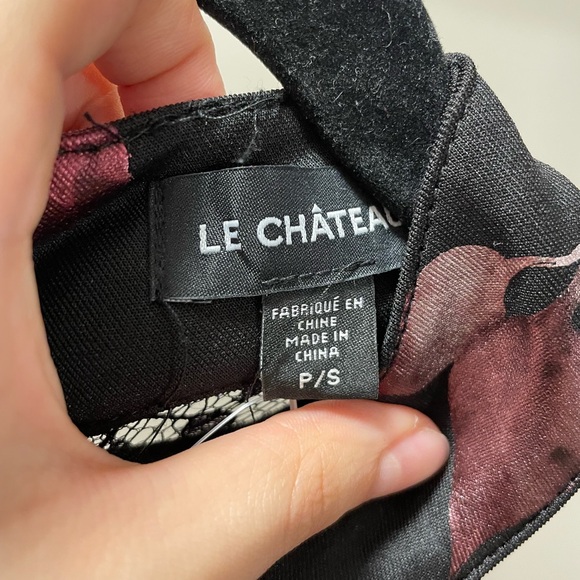 LE CHÂTEAU
FABRIQUÉ EN
CHINE
MADE IN
CHINA
P/S